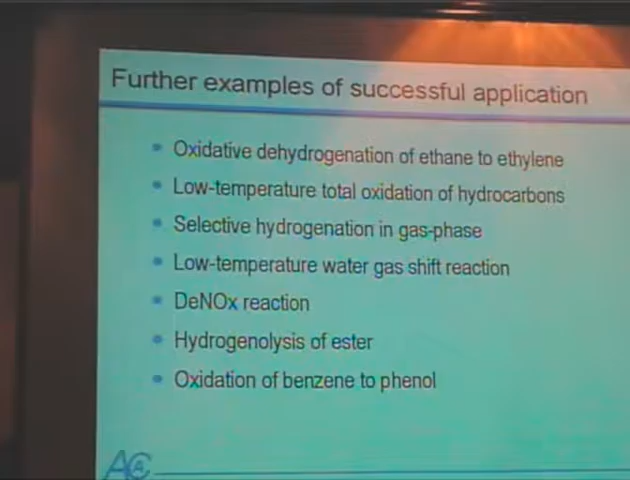 Further examples of successful application
Oxidative dehydrogenation of ethane to ethylene
Low-temperature total oxidation of hydrocarbons
Selective hydrogenation in gas-phase
Low-temperature water gas shift reaction
DeNOx reaction
Hydrogenolysis of ester
Oxidation of benzene to phenol